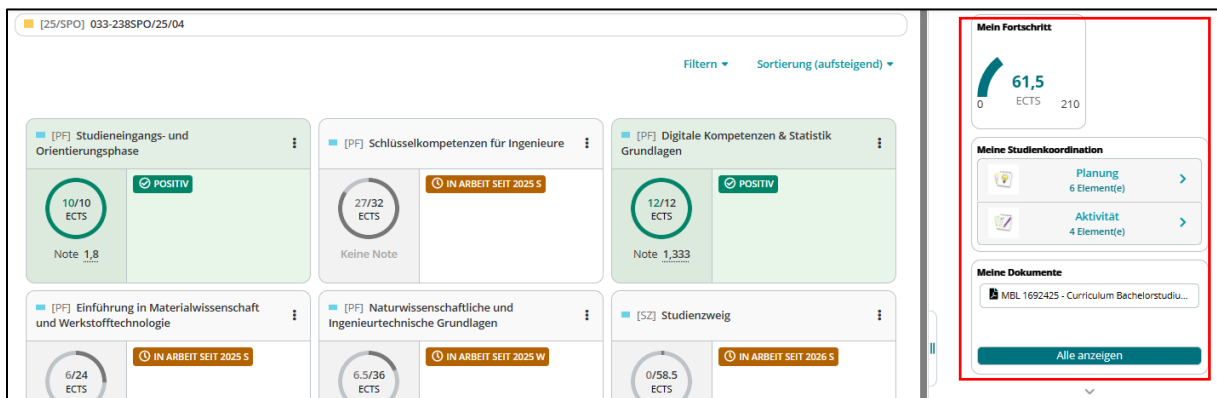 [25/SPO] 033-238SPO/25/04
Filtern
Sortierung (aufsteigend)
[PF] Studieneingangs- und
Orientierungsphase
10/10
ECTS
Note 1,8
POSITIV
[PF] Schlüsselkompetenzen für Ingenieure
27/32
ECTS
Keine Note
IN ARBEIT SEIT 2025 S
[PF] Digitale Kompetenzen & Statistik
Grundlagen
12/12
ECTS
Note 1,333
POSITIV
[PF] Einführung in Materialwissenschaft
und Werkstofftechnologie
6/24
ECTS
IN ARBEIT SEIT 2025 S
[PF] Naturwissenschaftliche und
Ingenieurtechnische Grundlagen
6.5/36
ECTS
IN ARBEIT SEIT 2025 W
[SZ] Studienzweig
0/58.5
ECTS
IN ARBEIT SEIT 2026 S
Mein Fortschritt
61,5
ECTS
0
210
Meine Studienkoordination
Planung
6 Element(e)
Aktivität
4 Element(e)
Meine Dokumente
MBL 1692425 - Curriculum Bachelorstudiu...
Alle anzeigen